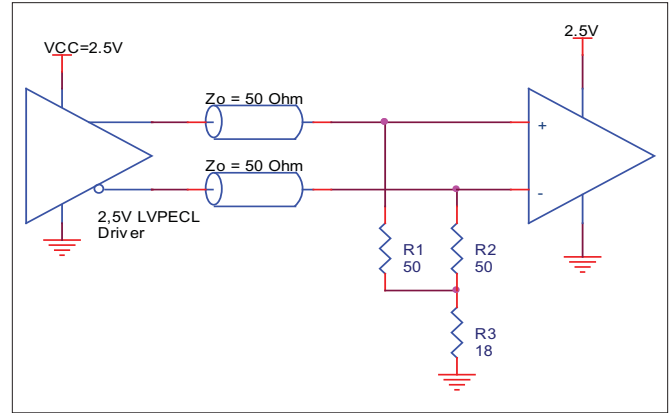 VCC=2.5V
2.5V
Zo = 50 Ohm
+
Zo = 50 Ohm
-
2,5V LVPECL
Driver
R1
50
R2
50
R3
18